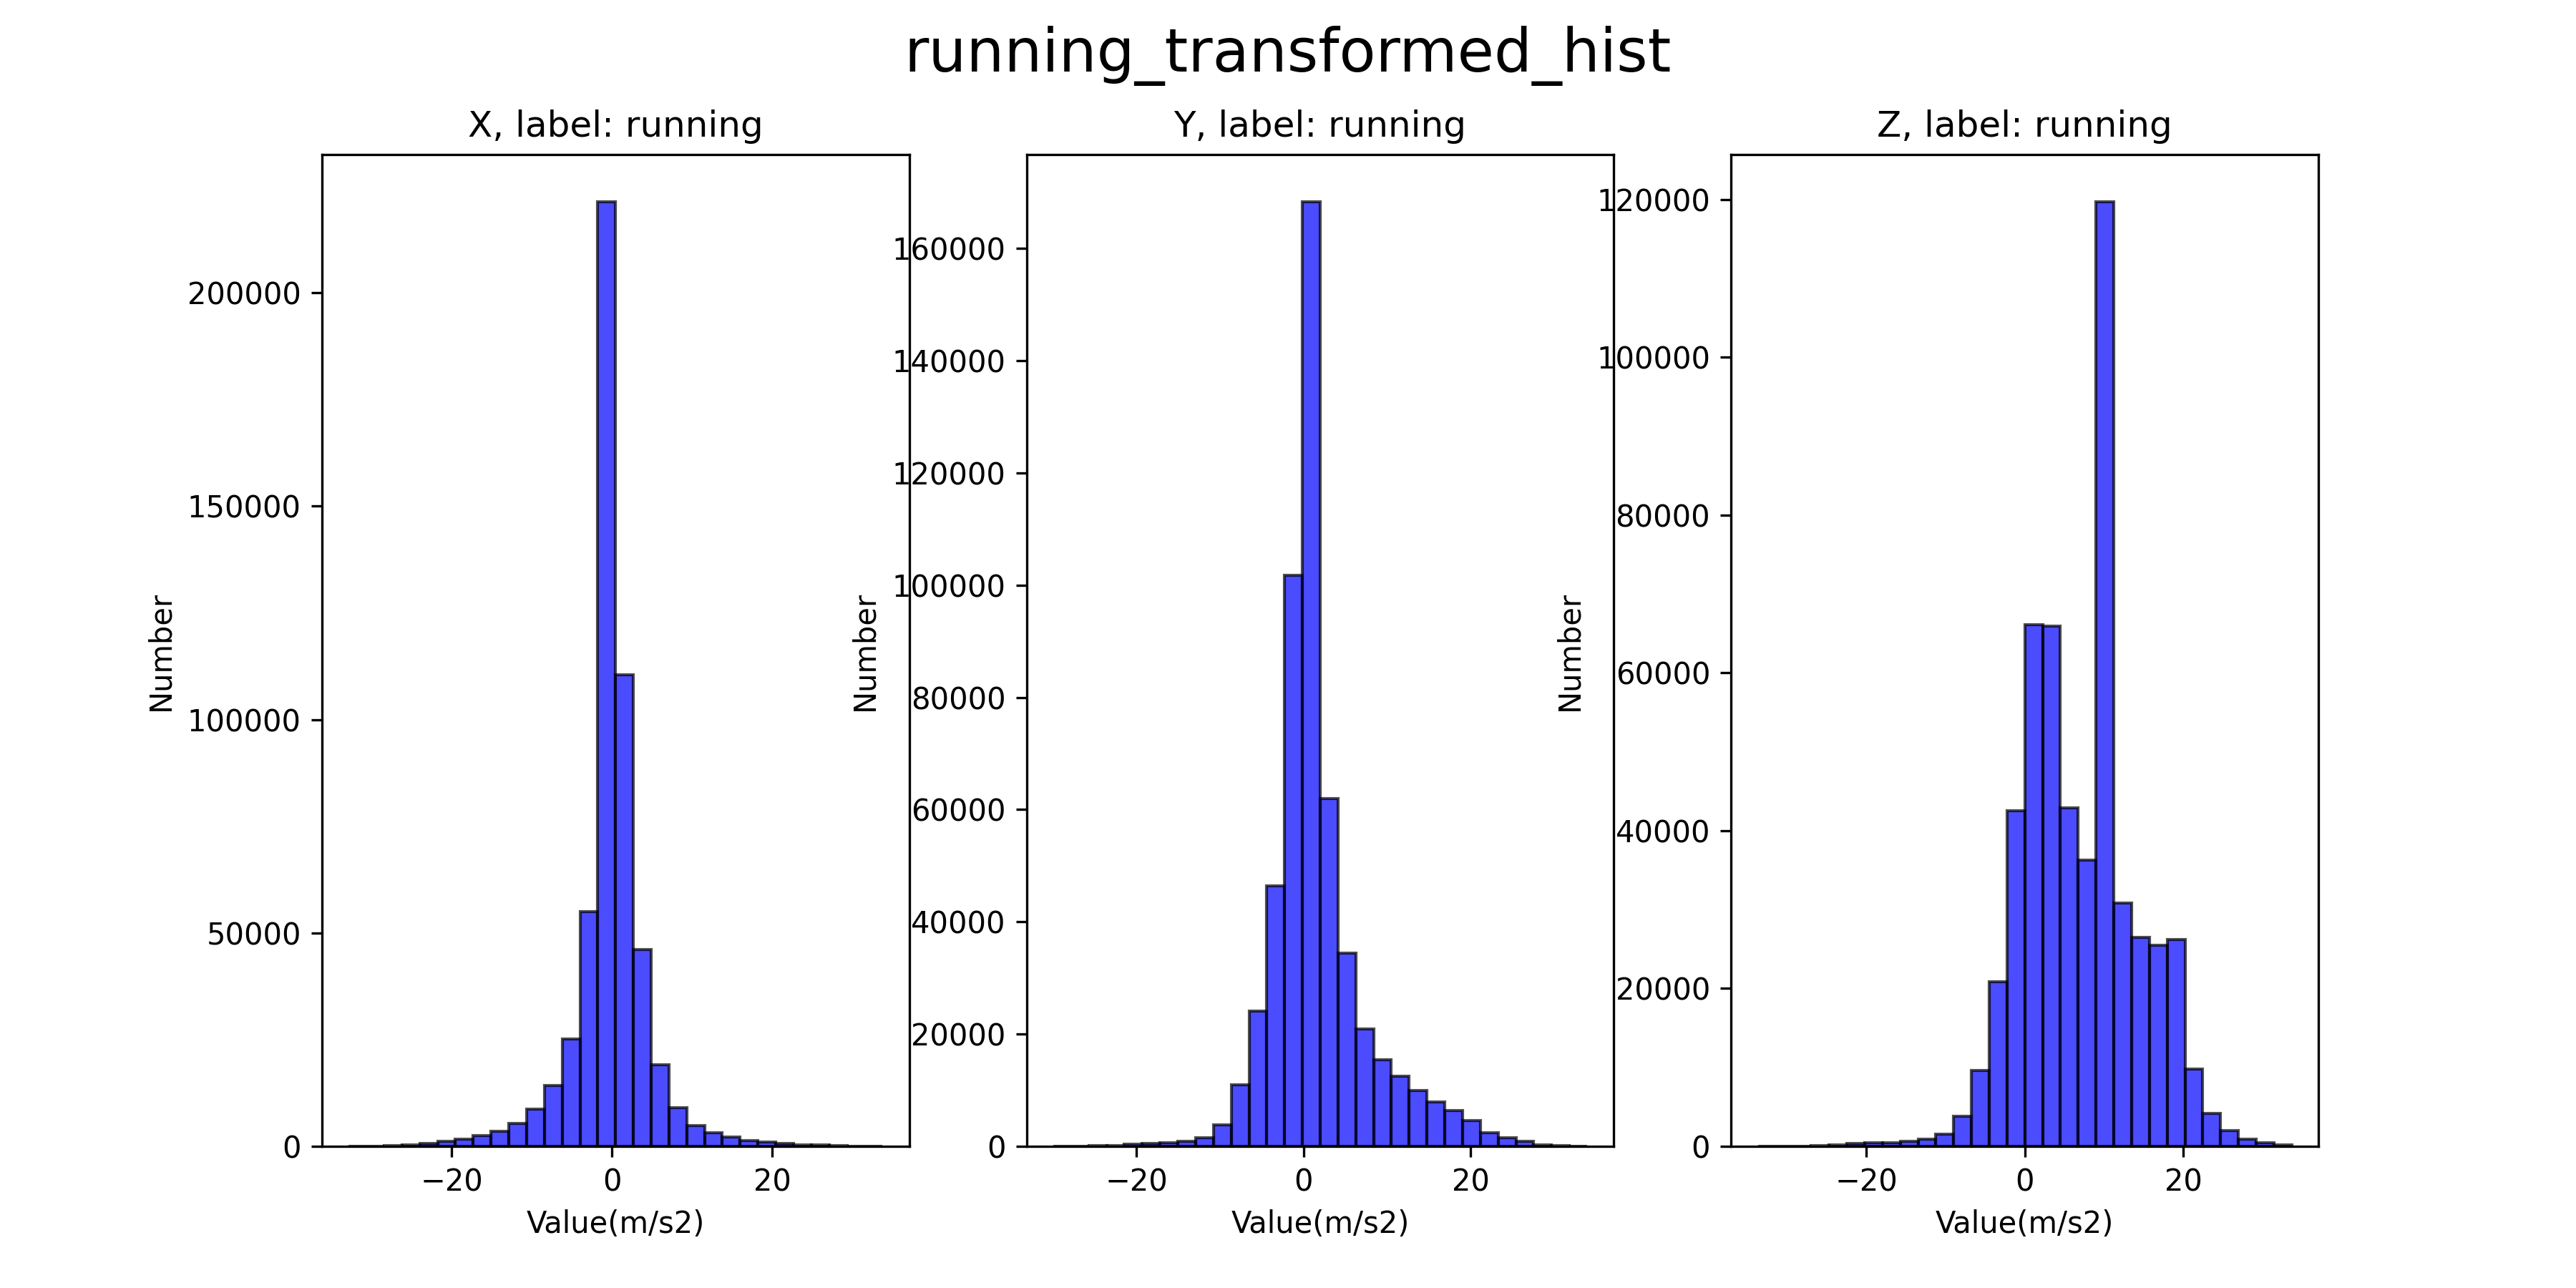 running_transformed_hist
X, label: running
Number
200000
150000
100000
50000
0
−20 0 20
Value(m/s2)
Y, label: running
Number
160000
140000
120000
100000
80000
60000
40000
20000
0
−20 0 20
Value(m/s2)
Z, label: running
Number
120000
100000
80000
60000
40000
20000
0
−20 0 20
Value(m/s2)